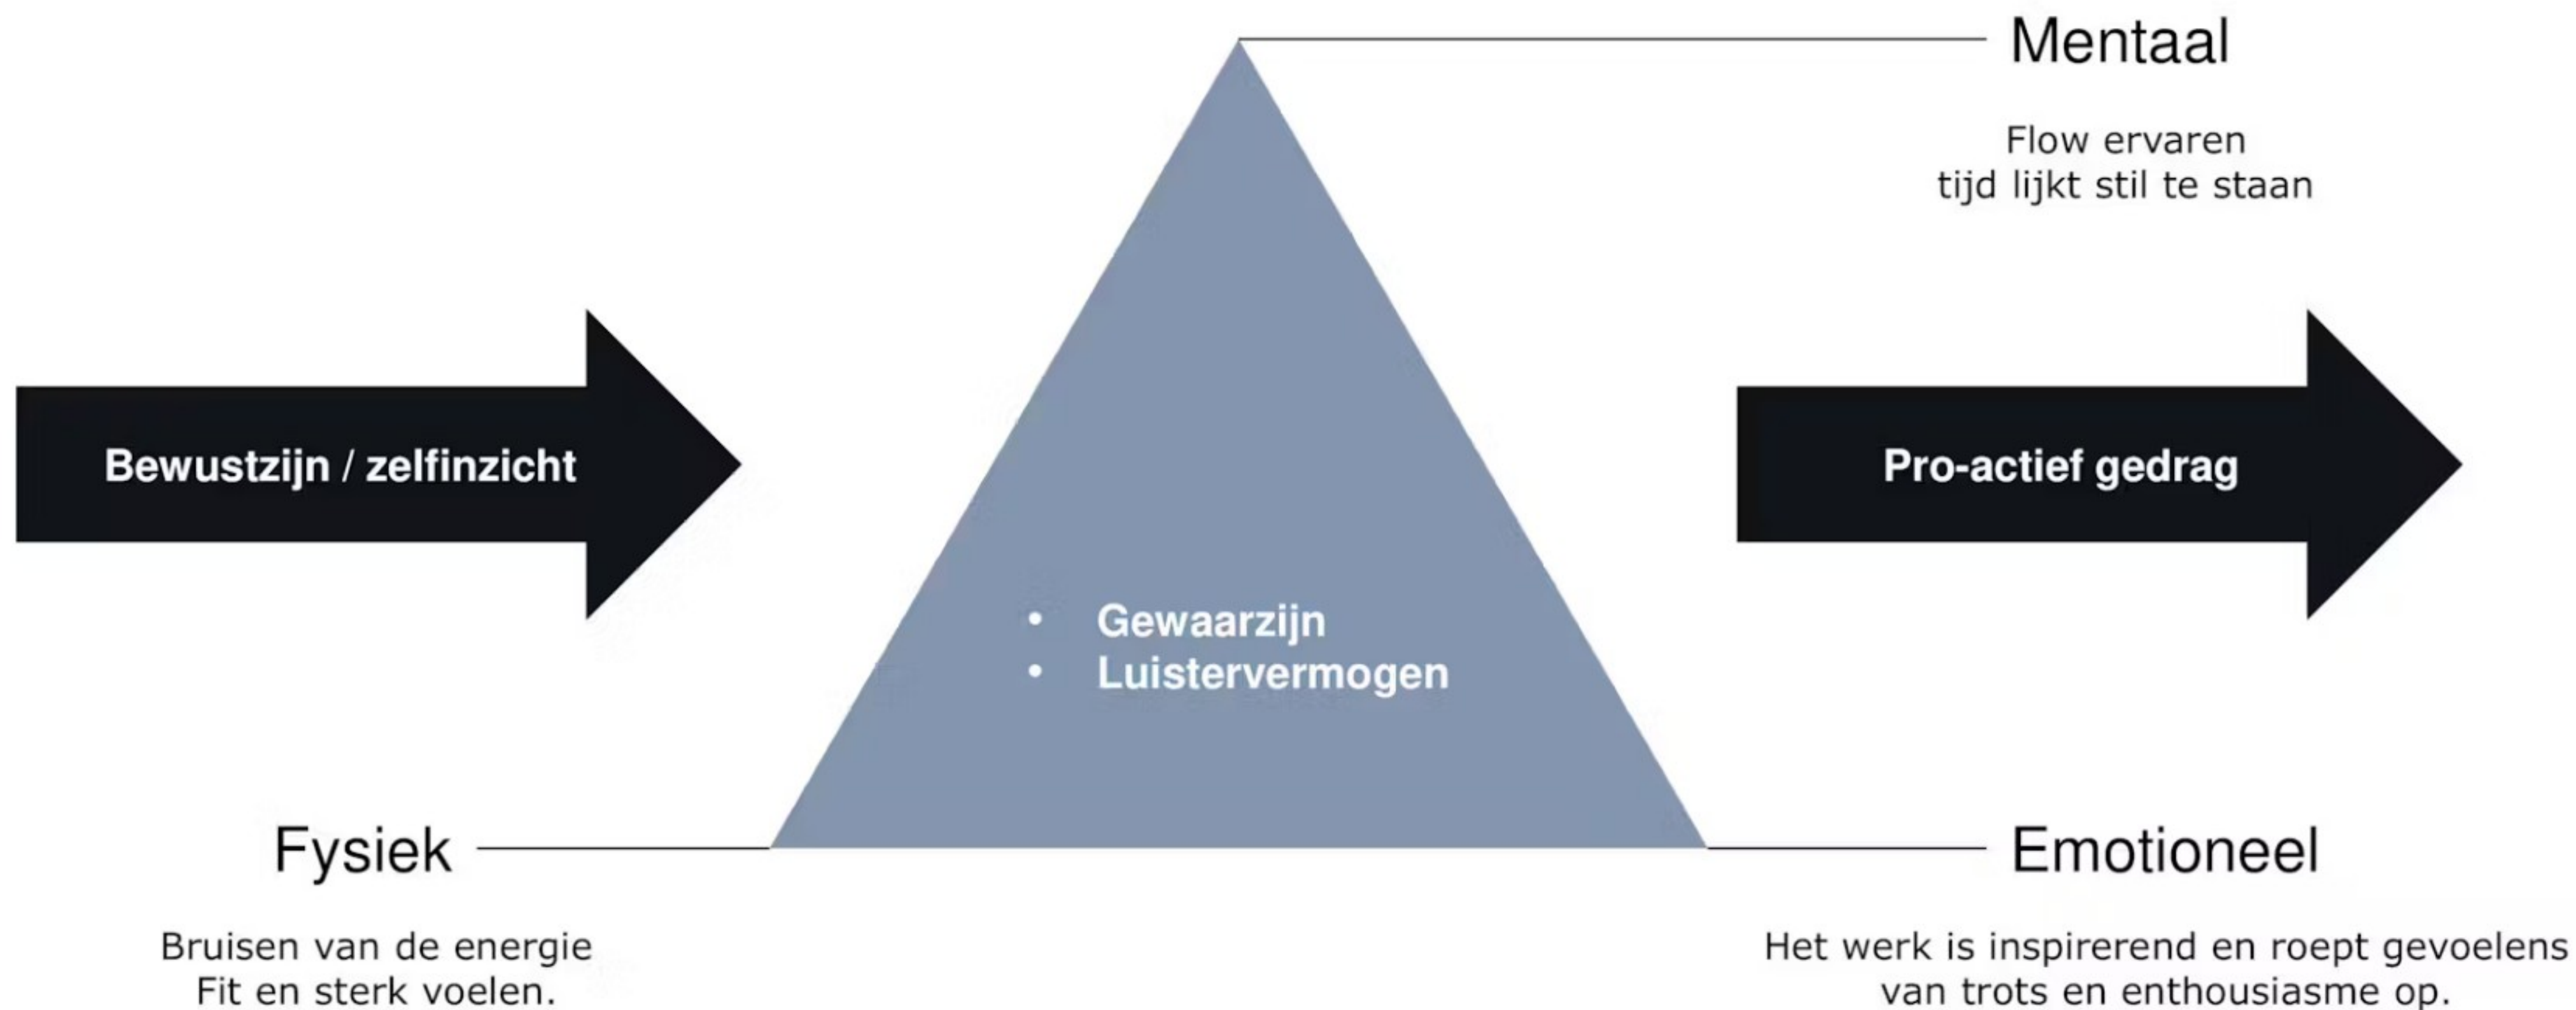 Mentaal
Flow ervaren
tijd lijkt stil te staan
Bewustzijn / zelfinzicht
Pro-actief gedrag
• Gewaarzijn
• Luistervermogen
Fysiek
Bruisen van de energie
Fit en sterk voelen.
Emotioneel
Het werk is inspirerend en roept gevoelens
van trots en enthousiasme op.